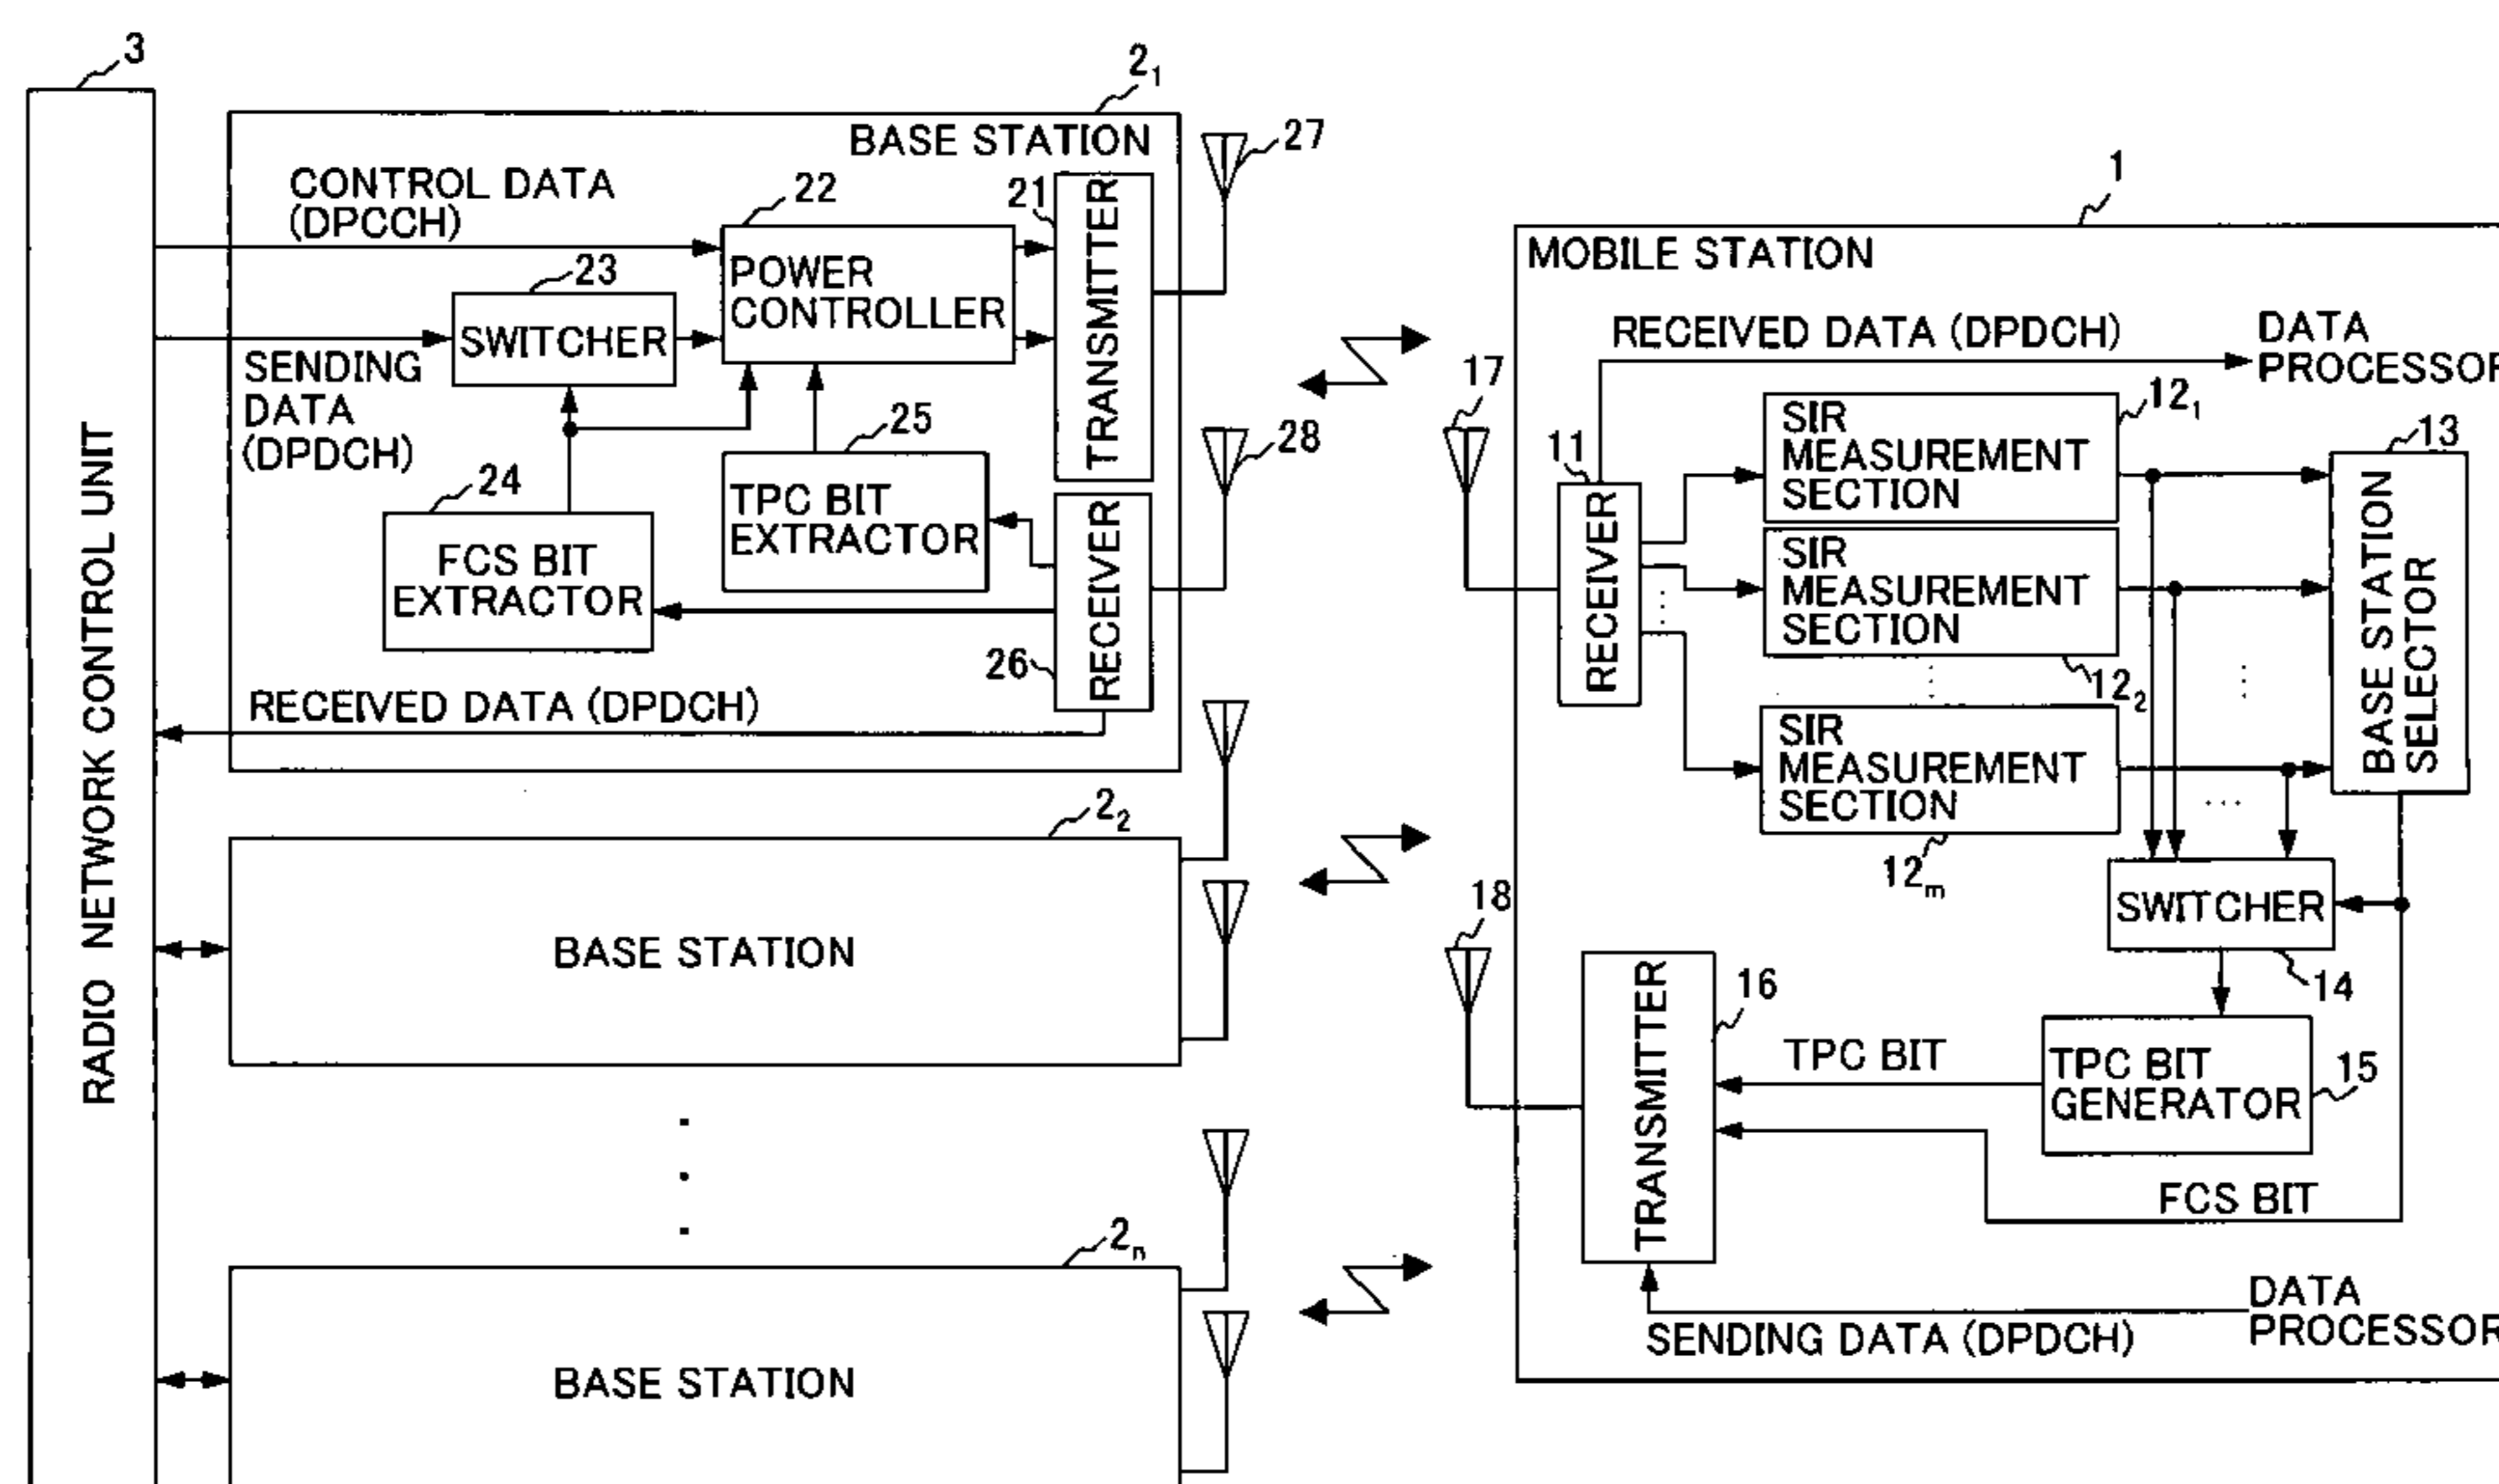 3
RADIO NETWORK CONTROL UNIT
2₁
BASE STATION
CONTROL DATA
(DPCCH)
22
POWER
CONTROLLER
21
TRANSMITTER
27
23
SWITCHER
SENDING
DATA
(DPDCH)
24
FCS BIT
EXTRACTOR
25
TPC BIT
EXTRACTOR
28
26
RECEIVER
RECEIVED DATA (DPDCH)
2₂
BASE STATION
2ₙ
BASE STATION
1
MOBILE STATION
RECEIVED DATA (DPDCH)
DATA
PROCESSOR
17
11
RECEIVER
SIR
MEASUREMENT
SECTION
12₁
SIR
MEASUREMENT
SECTION
12₂
SIR
MEASUREMENT
SECTION
12ₘ
13
BASE STATION
SELECTOR
SWITCHER
14
18
TRANSMITTER
16
TPC BIT
TPC BIT
GENERATOR
15
FCS BIT
DATA
PROCESSOR
SENDING DATA (DPDCH)